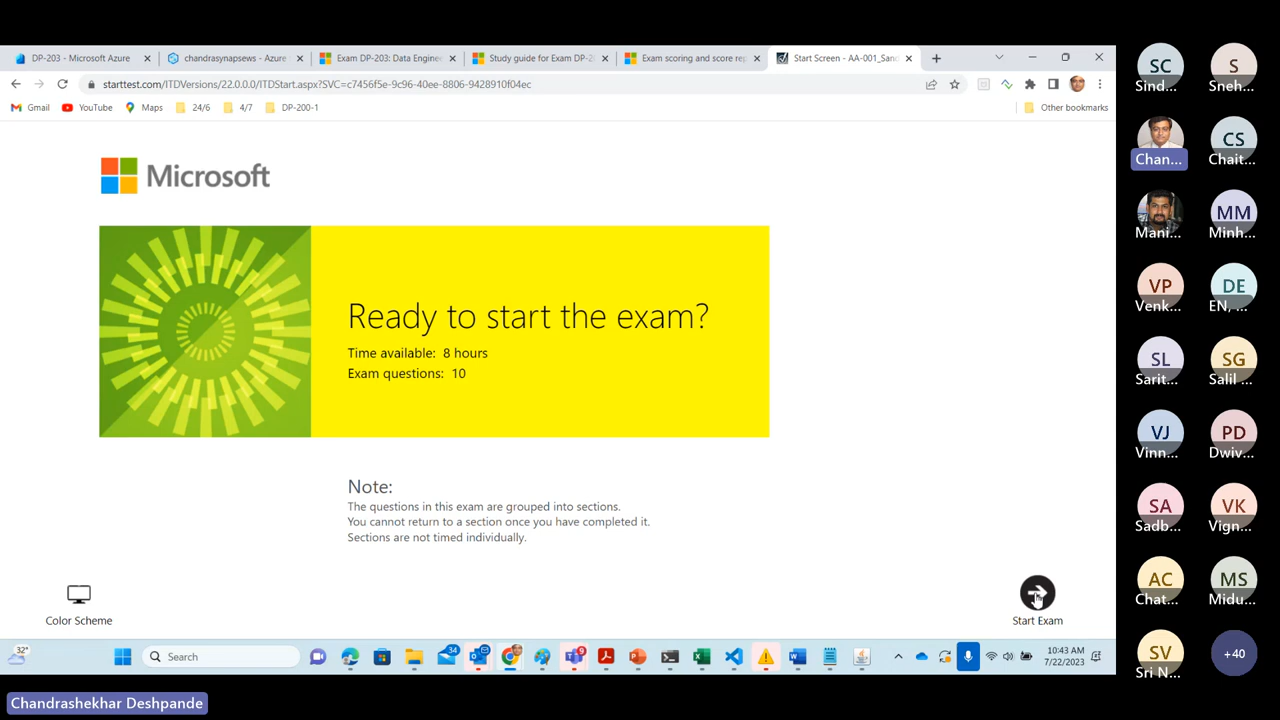 DP-203 - Microsoft Azure
chandrasynapsews - Azure
Exam DP-203: Data Enginee
Study guide for Exam DP-2
Exam scoring and score rep
Start Screen - AA-001_Sand
starttest.com/ITDVersions/22.0.0.0/ITDStart.aspx?SVC=c7456f5e-9c96-40ee-8806-9428910f04ec
Gmail
YouTube
Maps
24/6
4/7
DP-200-1
Other bookmarks
Microsoft
Ready to start the exam?
Time available: 8 hours
Exam questions: 10
Note:
The questions in this exam are grouped into sections.
You cannot return to a section once you have completed it.
Sections are not timed individually.
Color Scheme
Start Exam
32°
Search
34
9
10:43 AM
7/22/2023
SC
Sind...
S
Sneh...
Chan...
CS
Chait...
Mani...
MM
Minh...
VP
Venk...
DE
EN, ...
SL
Sarit...
SG
Salil ...
VJ
Vinn...
PD
Dwiv...
SA
Sadb...
VK
Vign...
AC
Chat...
MS
Midu...
SV
Sri N...
+40
Chandrashekhar Deshpande